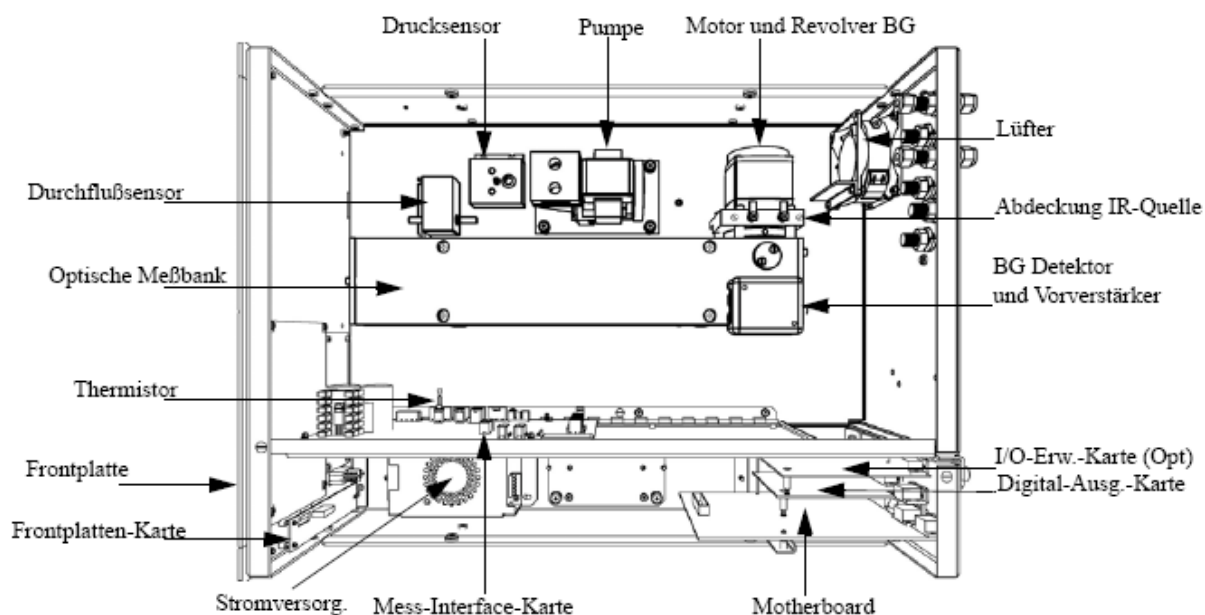 Drucksensor
Pumpe
Motor und Revolver BG
Lüfter
Durchflußsensor
Abdeckung IR-Quelle
Optische Meßbank
BG Detektor
und Vorverstärker
Thermistor
Frontplatte
I/O-Erw.-Karte (Opt)
Digital-Ausg.-Karte
Frontplatten-Karte
Stromversorg.
Mess-Interface-Karte
Motherboard